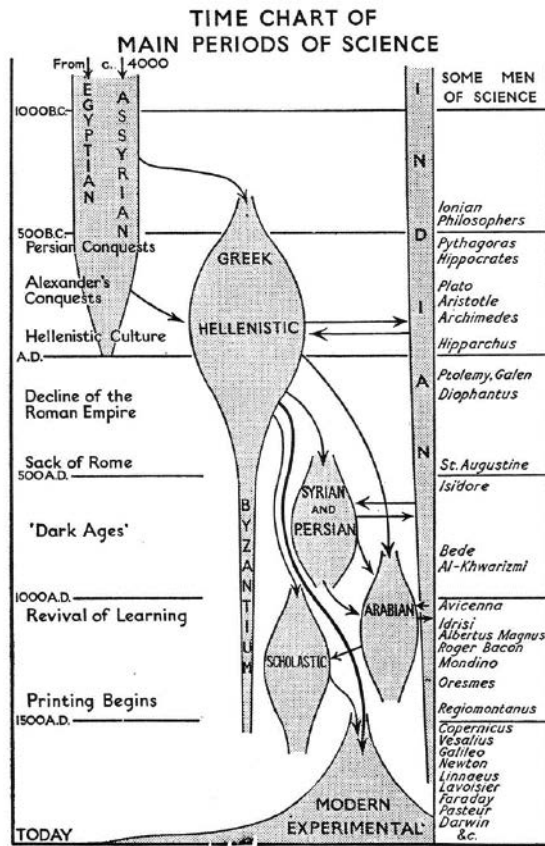 TIME CHART OF
MAIN PERIODS OF SCIENCE
From c. 4000
EGYPTIAN
ASSYRIAN
INDIAN
SOME MEN
OF SCIENCE
1000 B.C.
Ionian
Philosophers
500 B.C.
Persian Conquests
GREEK
Pythagoras
Hippocrates
Alexander's
Conquests
Plato
Aristotle
Archimedes
HELLENISTIC
Hellenistic Culture
Hipparchus
A.D.
Decline of the
Roman Empire
Ptolemy, Galen
Diophantus
Sack of Rome
St. Augustine
500 A.D.
Isidore
SYRIAN
AND
PERSIAN
BYZANTIUM
'Dark Ages'
Bede
Al-Khwarizmi
1000 A.D.
Revival of Learning
ARABIAN
Avicenna
Idrisi
Albertus Magnus
Roger Bacon
Mondino
SCHOLASTIC
Oresmes
Printing Begins
Regiomontanus
1500 A.D.
Copernicus
Vesalius
Galileo
Newton
Linnaeus
Lavoisier
Faraday
Pasteur
Darwin
&c.
MODERN
EXPERIMENTAL
TODAY